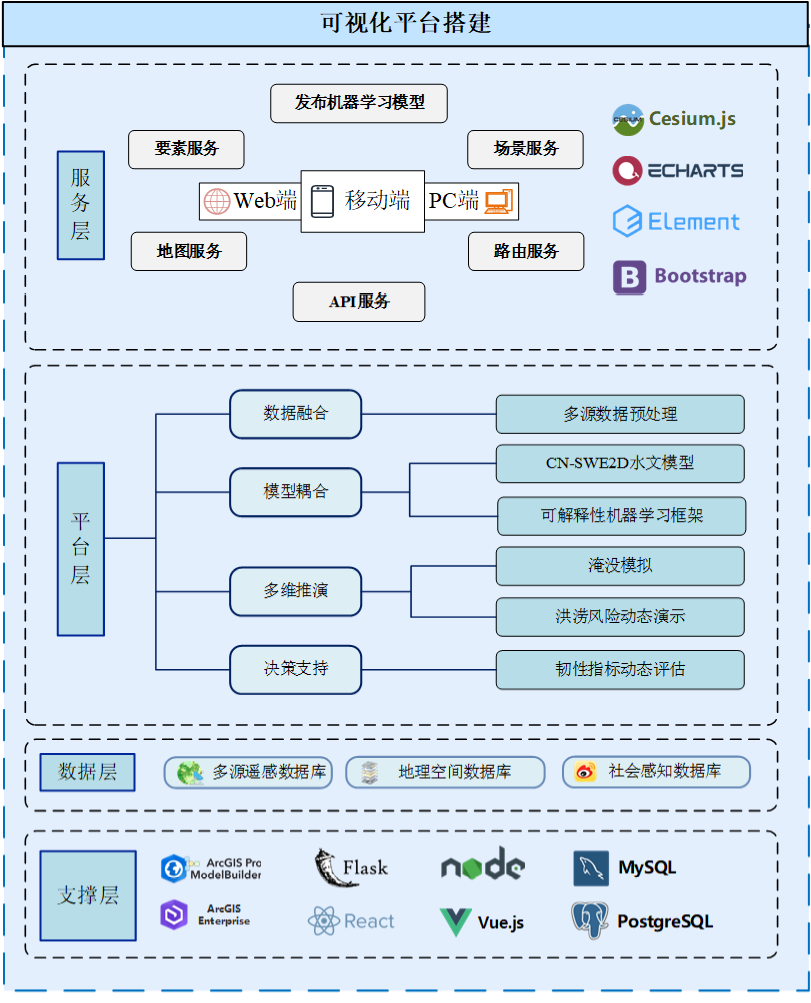 可视化平台搭建
服务层
发布机器学习模型
要素服务
场景服务
Web端
移动端
PC端
地图服务
路由服务
API服务
CESIUM
Cesium.js
ECHARTS
Element
B
Bootstrap
平台层
数据融合
多源数据预处理
模型耦合
CN-SWE2D水文模型
可解释性机器学习框架
多维推演
淹没模拟
洪涝风险动态演示
决策支持
韧性指标动态评估
数据层
多源遥感数据库
地理空间数据库
社会感知数据库
支撑层
ArcGIS Pro
ModelBuilder
Flask
node
MySQL
ArcGIS
Enterprise
React
Vue.js
PostgreSQL